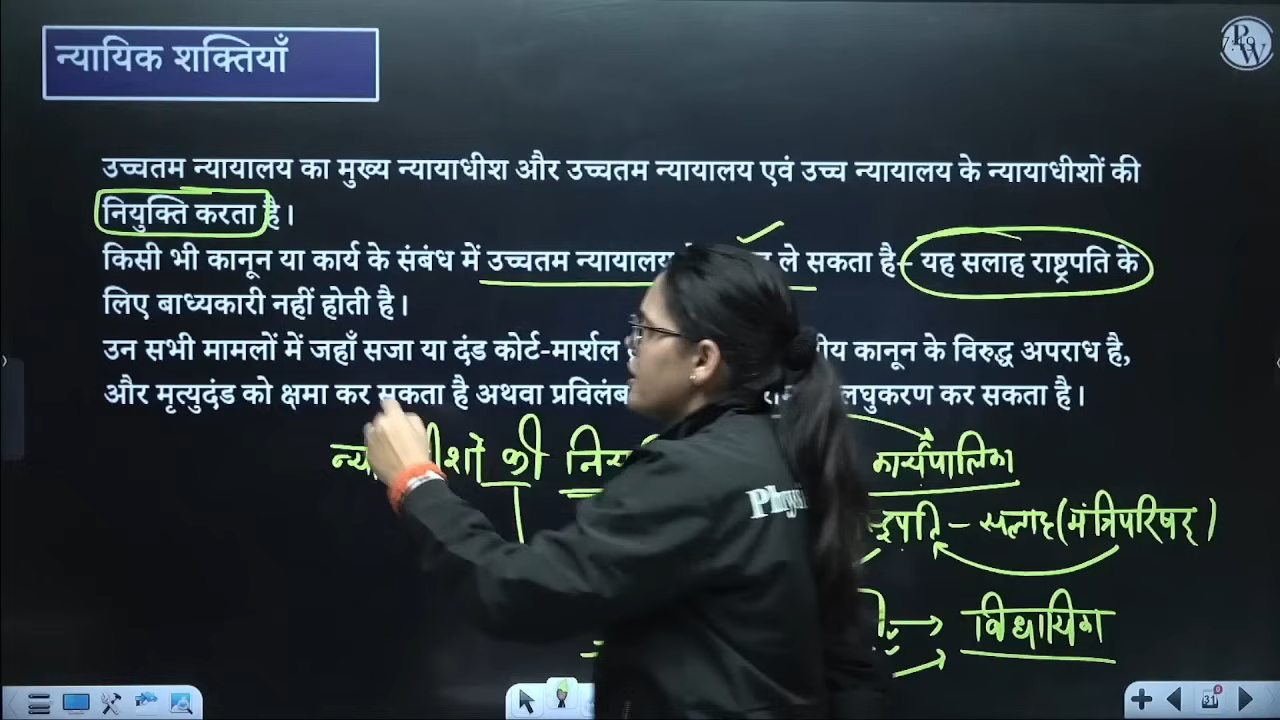 न्यायिक शक्तियाँ
PW
उच्चतम न्यायालय का मुख्य न्यायाधीश और उच्चतम न्यायालय एवं उच्च न्यायालय के न्यायाधीशों की
नियुक्ति करता है।
किसी भी कानून या कार्य के संबंध में उच्चतम न्यायालय ले सकता है- यह सलाह राष्ट्रपति के
लिए बाध्यकारी नहीं होती है।
उन सभी मामलों में जहाँ सजा या दंड कोर्ट-मार्शल कानून के विरुद्ध अपराध है,
और मृत्युदंड को क्षमा कर सकता है अथवा लघुकरण कर सकता है।
की कार्यपालिका
सलाह (मंत्रिपरिषद्)
विधायिका
31